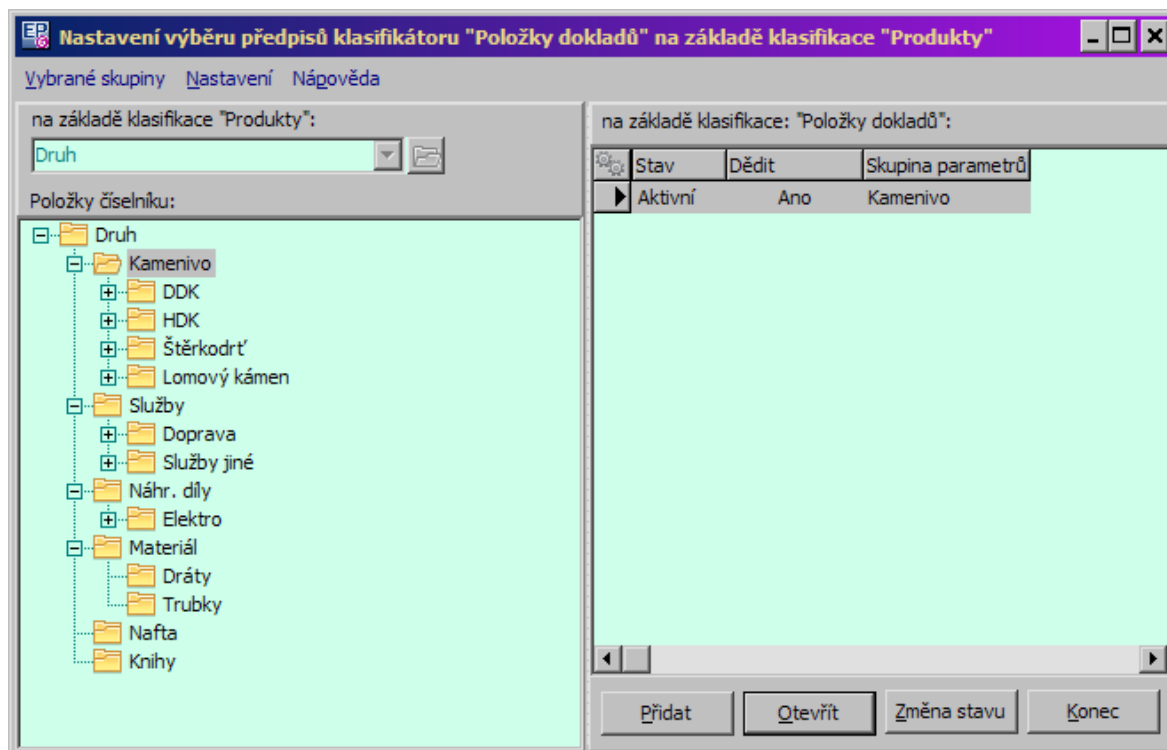 Nastavení výběru předpisů klasifikátoru "Položky dokladů" na základě klasifikace "Produkty"
Vybrané skupiny Nastavení Nápověda
na základě klasifikace "Produkty":
Druh
Položky číselníku:
Druh
Kamenivo
DDK
HDK
Štěrkodrť
Lomový kámen
Služby
Doprava
Služby jiné
Náhr. díly
Elektro
Materiál
Dráty
Trubky
Nafta
Knihy
na základě klasifikace: "Položky dokladů":
Stav Dědit Skupina parametrů
Aktivní Ano Kamenivo
Přidat Otevřít Změna stavu Konec